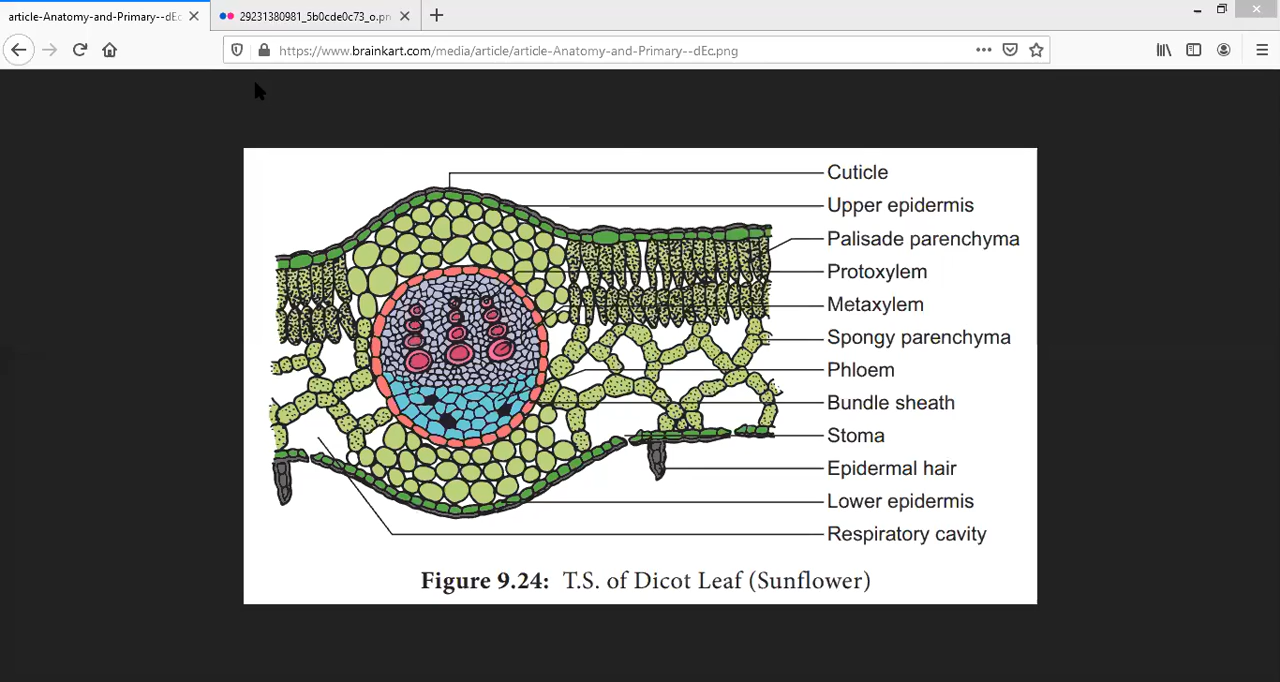 article-Anatomy-and-Primary--dEc
29231380981_5b0cde0c73_o.pn
https://www.brainkart.com/media/article/article-Anatomy-and-Primary--dEc.png
Cuticle
Upper epidermis
Palisade parenchyma
Protoxylem
Metaxylem
Spongy parenchyma
Phloem
Bundle sheath
Stoma
Epidermal hair
Lower epidermis
Respiratory cavity
Figure 9.24: T.S. of Dicot Leaf (Sunflower)